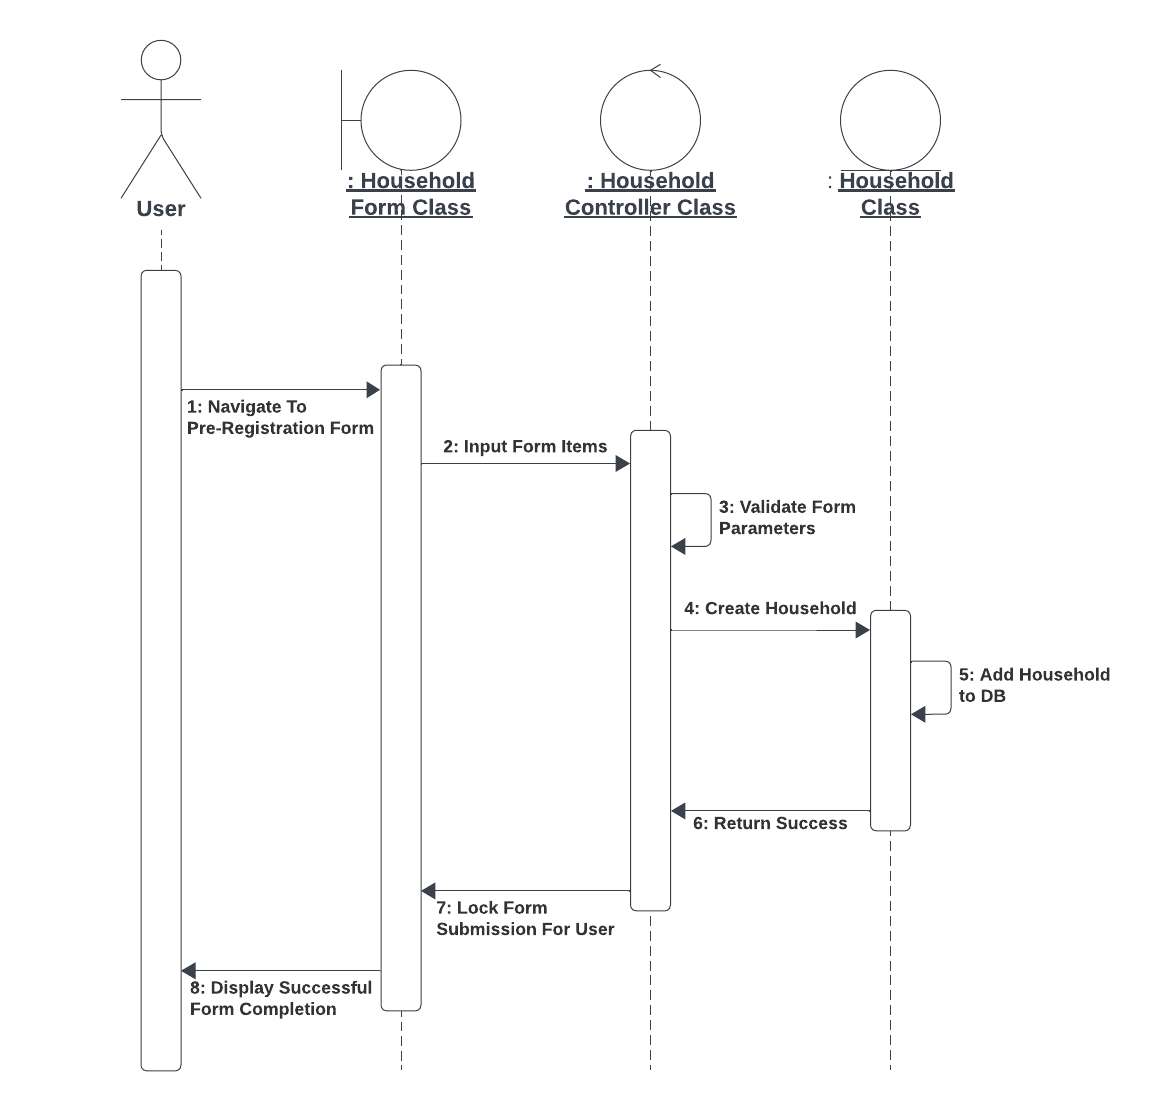 User
: Household
Form Class
: Household
Controller Class
: Household
Class
1: Navigate To
Pre-Registration Form
2: Input Form Items
3: Validate Form
Parameters
4: Create Household
5: Add Household
to DB
6: Return Success
7: Lock Form
Submission For User
8: Display Successful
Form Completion